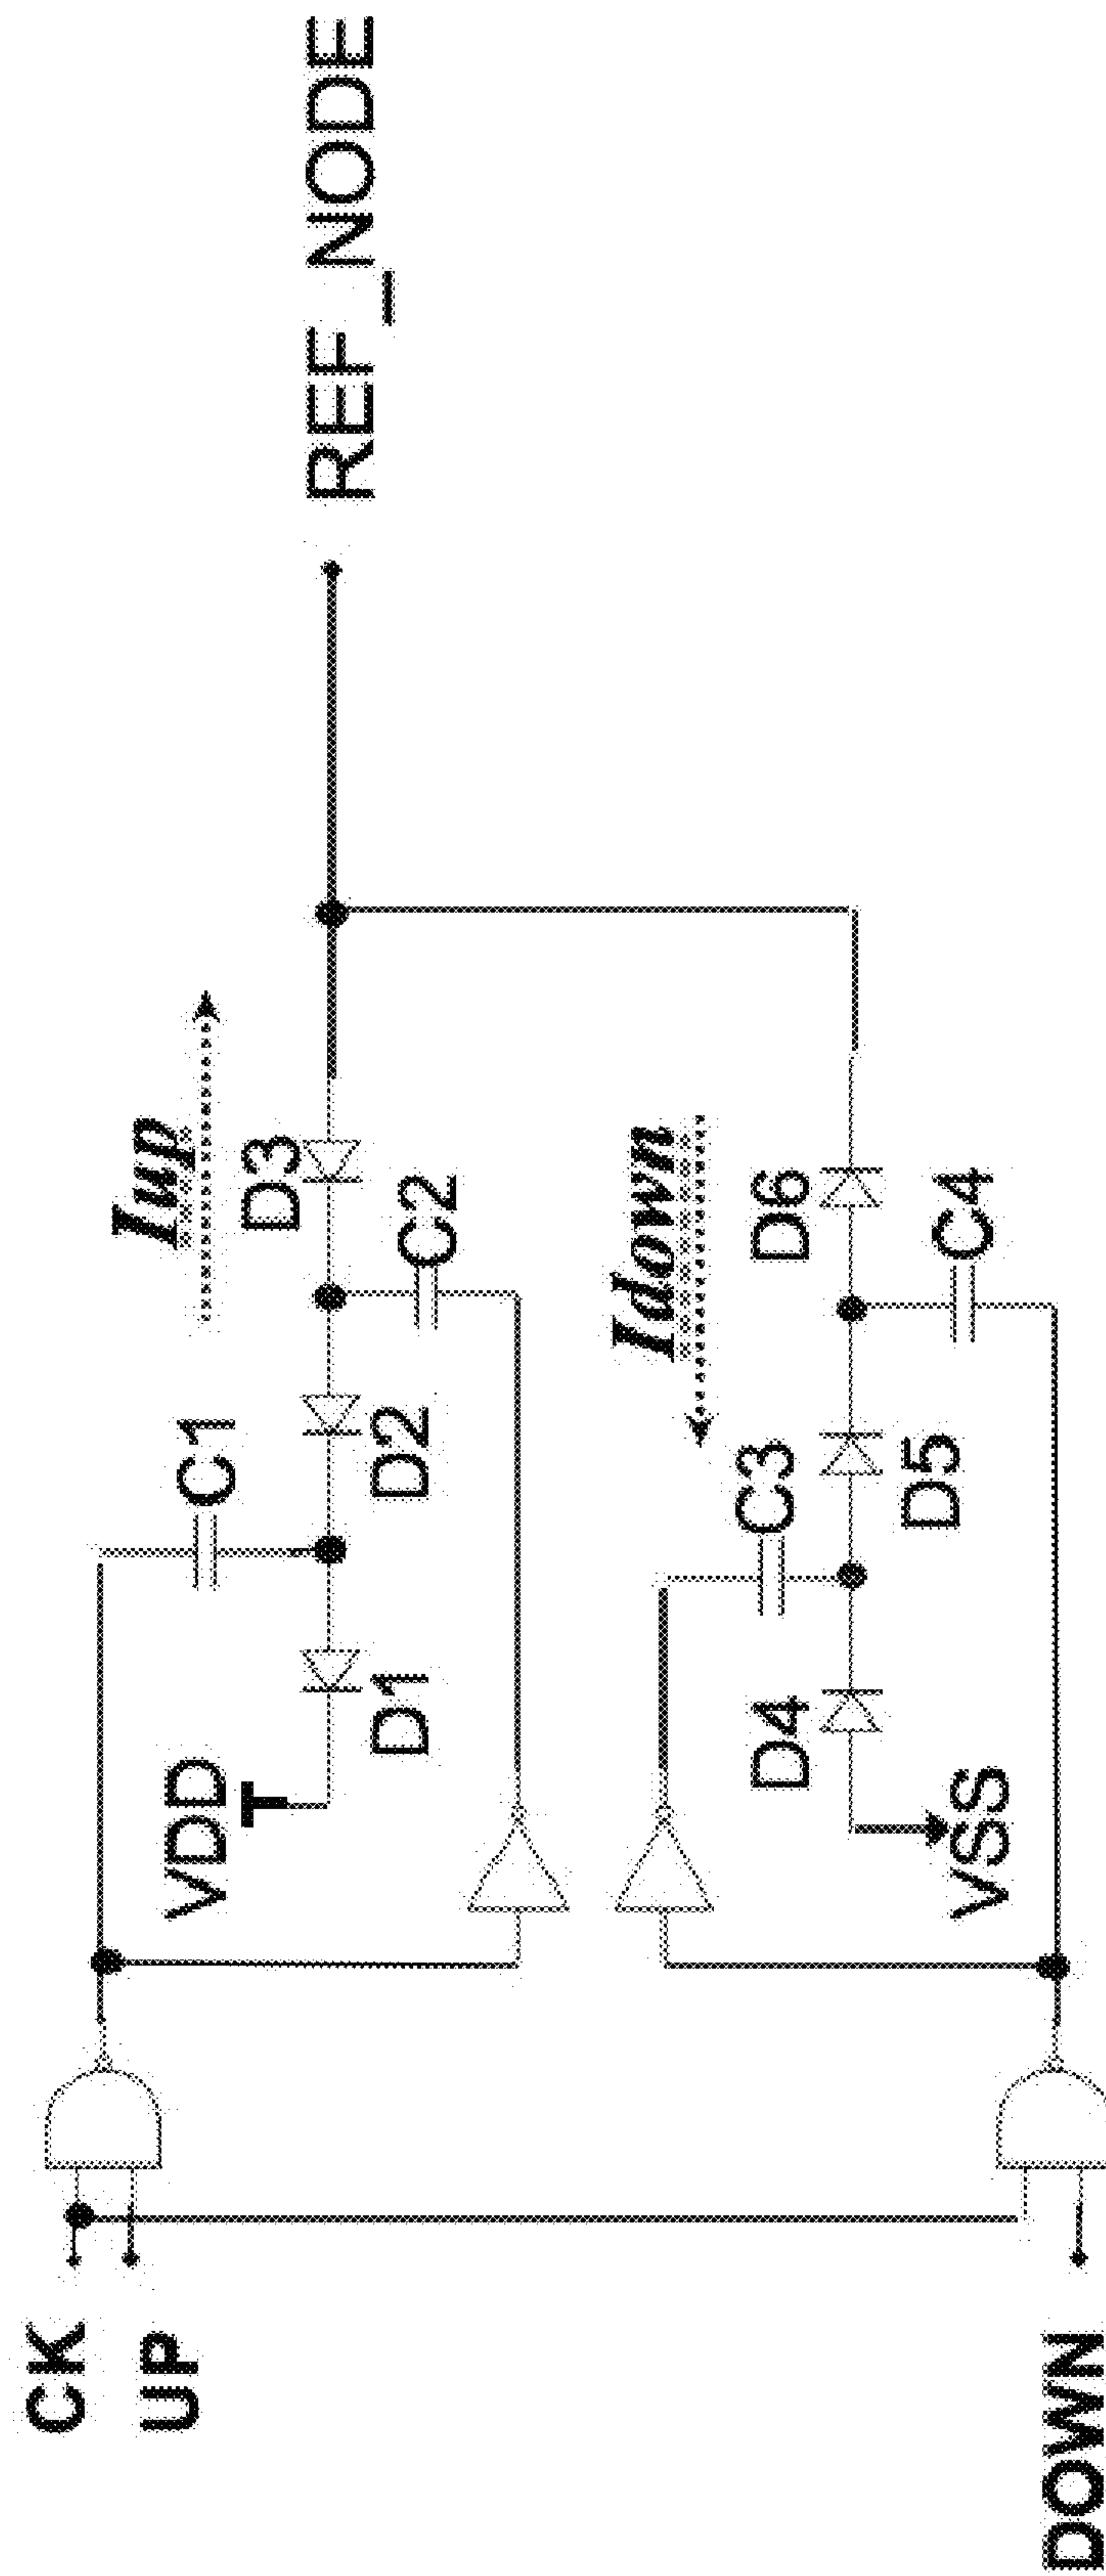 CK
UP
DOWN
VDD
D1
C1
D2
C2
D3
Iup
REF_NODE
VSS
D4
C3
D5
Idown
D6
C4